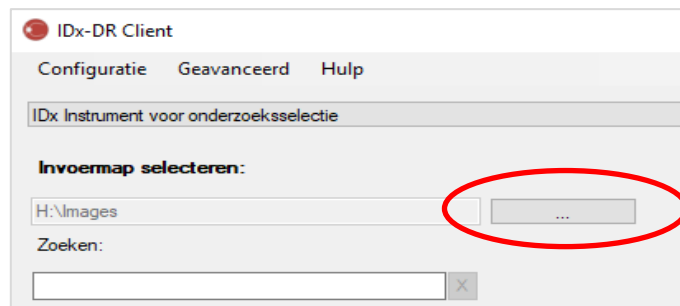 IDx-DR Client
Configuratie Geavanceerd Hulp
IDx Instrument voor onderzoeksselectie
Invoermap selecteren:
H:\Images ...
Zoeken:
X